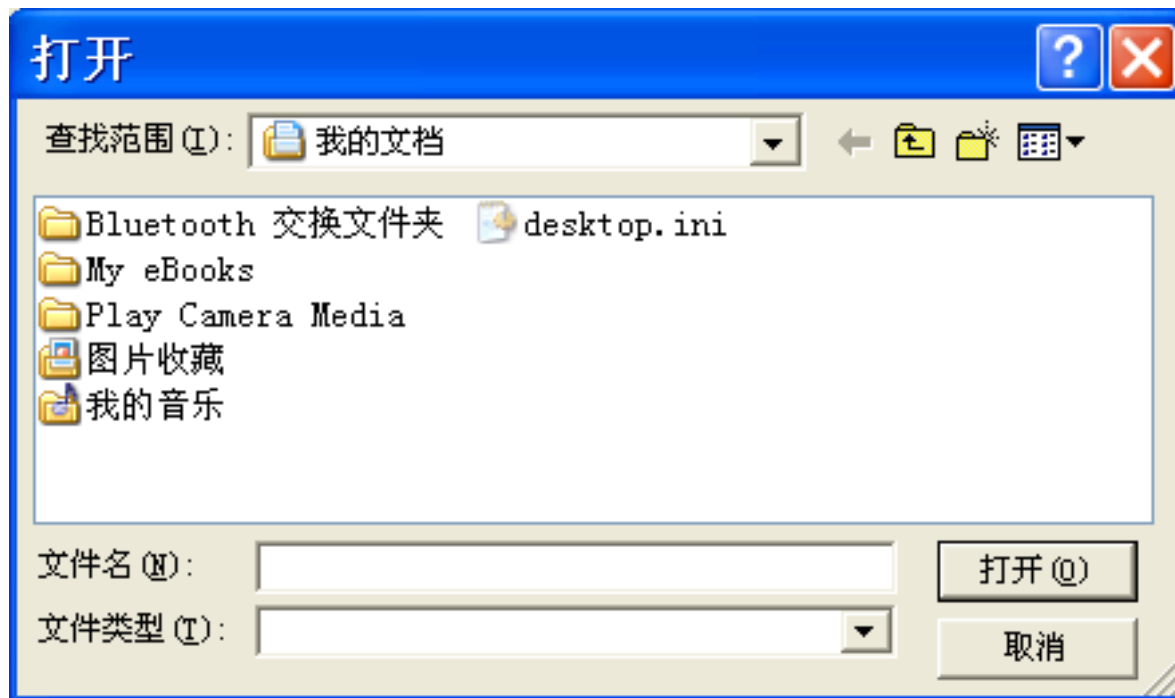 打开
查找范围(I): 我的文档
Bluetooth 交换文件夹 desktop.ini
My eBooks
Play Camera Media
图片收藏
我的音乐
文件名(N): 打开(O)
文件类型(T): 取消